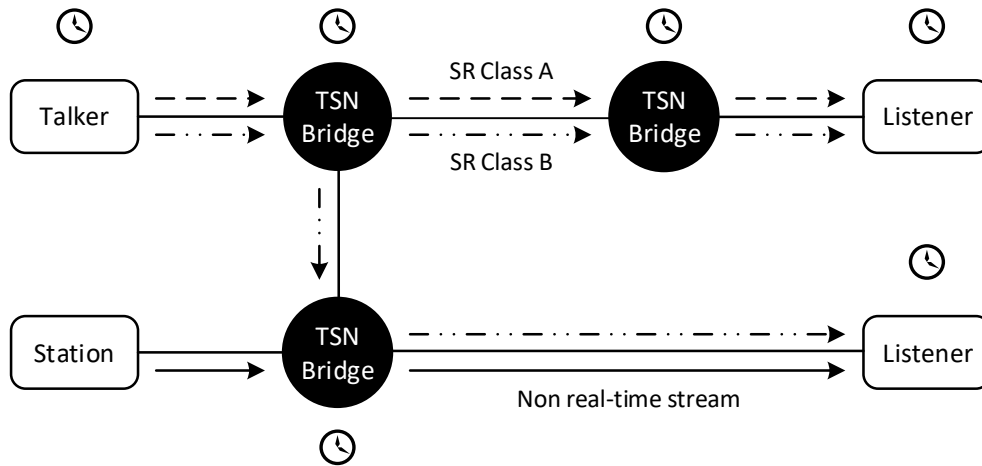 SR Class A
Talker
TSN
Bridge
TSN
Bridge
Listener
SR Class B
Station
TSN
Bridge
Listener
Non real-time stream